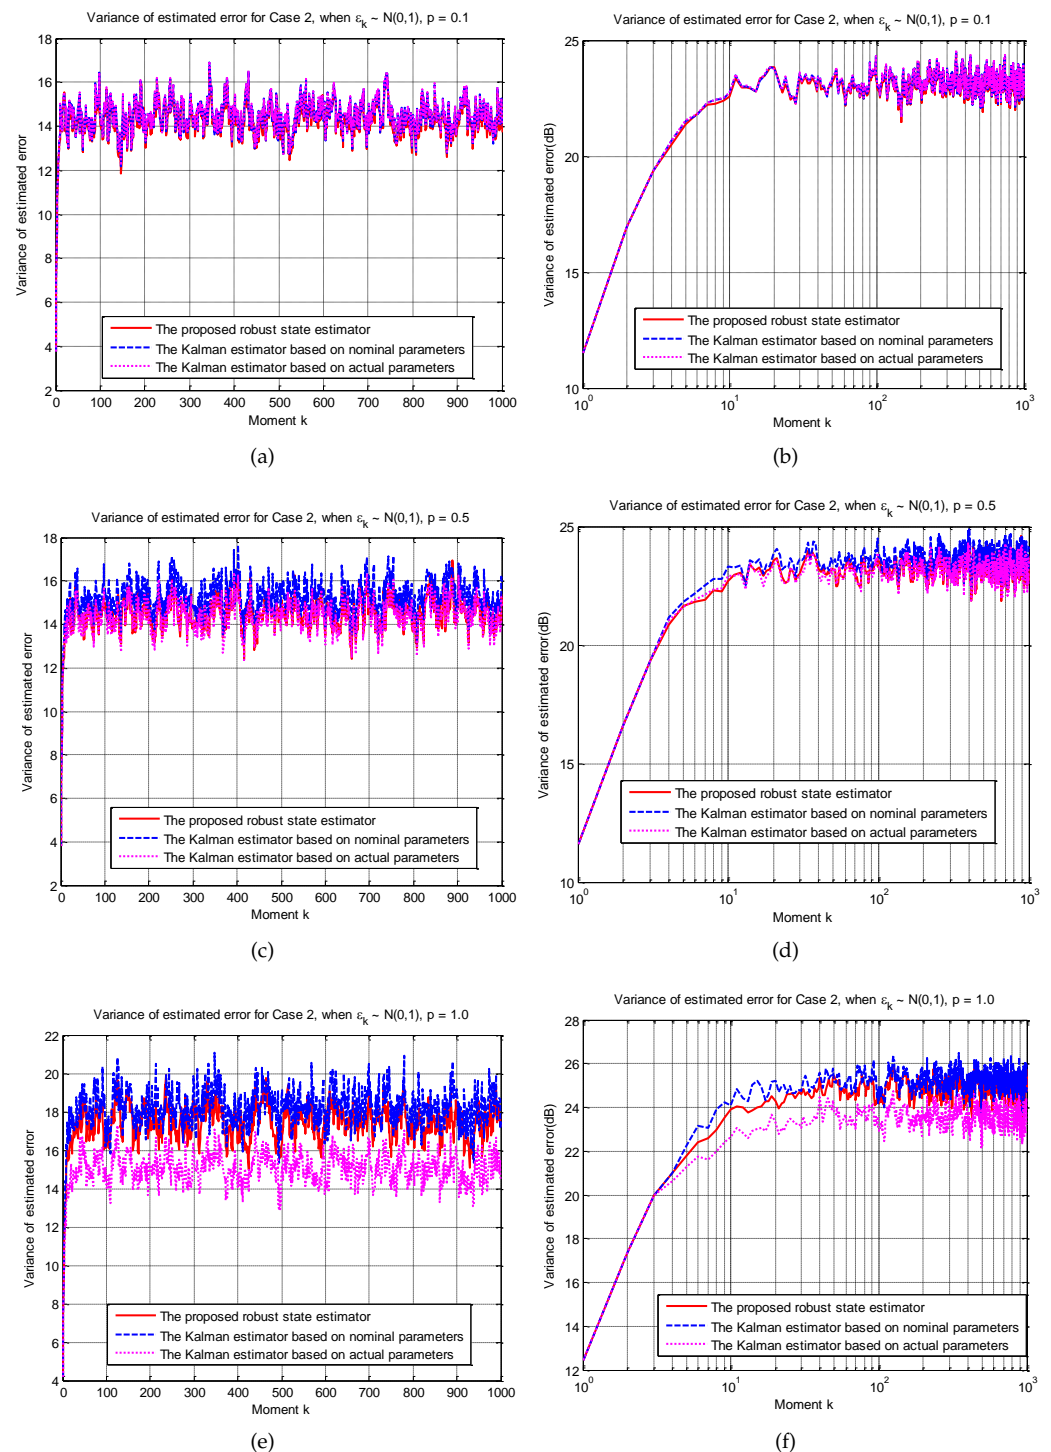 Variance of estimated error for Case 2, when ε_k ~ N(0,1), p = 0.1
Variance of estimated error
18
16
14
12
10
8
6
4
2
The proposed robust state estimator
The Kalman estimator based on nominal parameters
The Kalman estimator based on actual parameters
0 100 200 300 400 500 600 700 800 900 1000
Moment k
(a)
Variance of estimated error for Case 2, when ε_k ~ N(0,1), p = 0.1
Variance of estimated error(dB)
25
20
15
10
The proposed robust state estimator
The Kalman estimator based on nominal parameters
The Kalman estimator based on actual parameters
10^0 10^1 10^2 10^3
Moment k
(b)
Variance of estimated error for Case 2, when ε_k ~ N(0,1), p = 0.5
Variance of estimated error
18
16
14
12
10
8
6
4
2
The proposed robust state estimator
The Kalman estimator based on nominal parameters
The Kalman estimator based on actual parameters
0 100 200 300 400 500 600 700 800 900 1000
Moment k
(c)
Variance of estimated error for Case 2, when ε_k ~ N(0,1), p = 0.5
Variance of estimated error(dB)
25
20
15
10
The proposed robust state estimator
The Kalman estimator based on nominal parameters
The Kalman estimator based on actual parameters
10^0 10^1 10^2 10^3
Moment k
(d)
Variance of estimated error for Case 2, when ε_k ~ N(0,1), p = 1.0
Variance of estimated error
22
20
18
16
14
12
10
8
6
4
The proposed robust state estimator
The Kalman estimator based on nominal parameters
The Kalman estimator based on actual parameters
0 100 200 300 400 500 600 700 800 900 1000
Moment k
(e)
Variance of estimated error for Case 2, when ε_k ~ N(0,1), p = 1.0
Variance of estimated error(dB)
28
26
24
22
20
18
16
14
12
The proposed robust state estimator
The Kalman estimator based on nominal parameters
The Kalman estimator based on actual parameters
10^0 10^1 10^2 10^3
Moment k
(f)